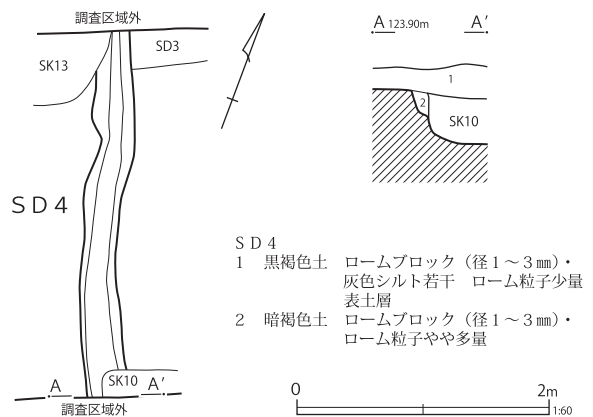 調査区域外
SK13
SD3
A 123.90m A′
1
2
SK10
SD4
SD4
1 黒褐色土 ロームブロック（径1～3㎜）・
灰色シルト若干 ローム粒子少量
表土層
2 暗褐色土 ロームブロック（径1～3㎜）・
ローム粒子やや多量
A SK10 A′
調査区域外
0 2m
1:60